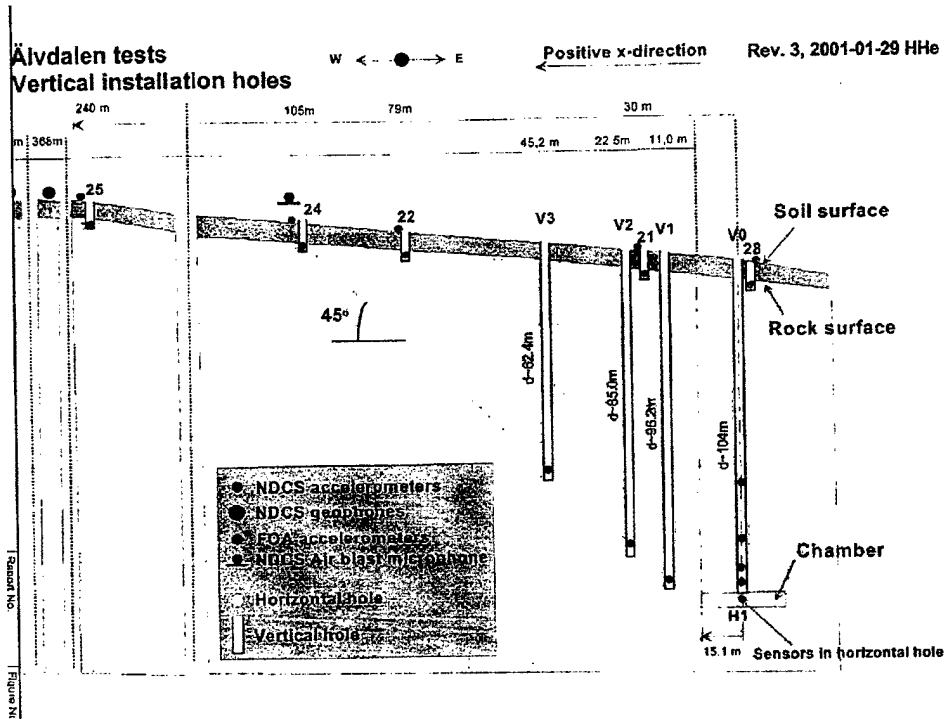 Älvdalen tests
Vertical installation holes
W E
Positive x-direction
Rev. 3, 2001-01-29 HHe
240 m 105m 79m 30 m
m 368m 45,2 m 22 5m 11,0 m
25
24
22
V3
V2
21
V1
V0
28
Soil surface
Rock surface
45º
d~62.4m
d~85.0m
d~96.2m
d~104m
NDCS accelerometers
NDCS geophones
FOA accelerometers
NDCS Air blast microphone
Horizontal hole
Vertical hole
Chamber
H1
15.1 m
Sensors in horizontal hole
Report No.
Figure